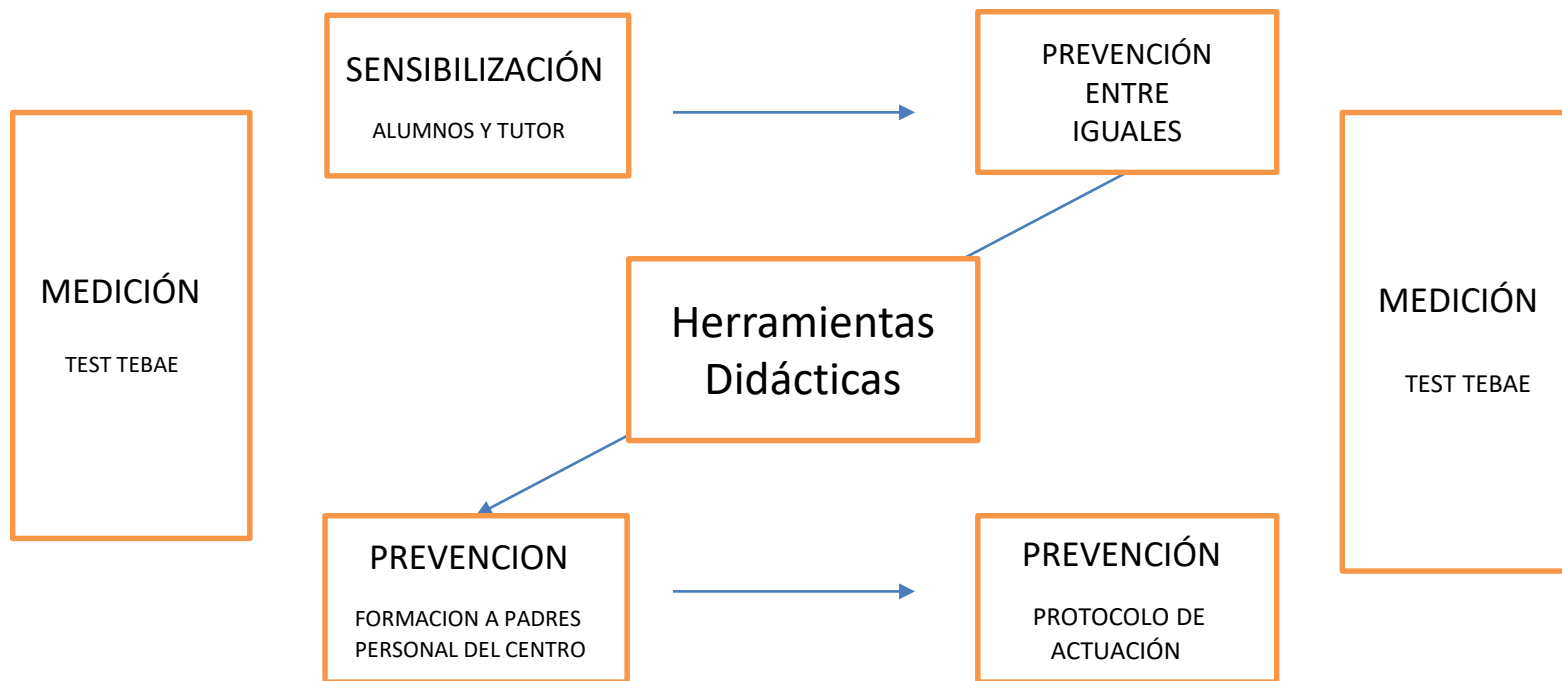 SENSIBILIZACIÓN
ALUMNOS Y TUTOR
PREVENCIÓN
ENTRE
IGUALES
MEDICIÓN
TEST TEBAE
Herramientas
Didácticas
MEDICIÓN
TEST TEBAE
PREVENCION
FORMACION A PADRES
PERSONAL DEL CENTRO
PREVENCIÓN
PROTOCOLO DE
ACTUACIÓN